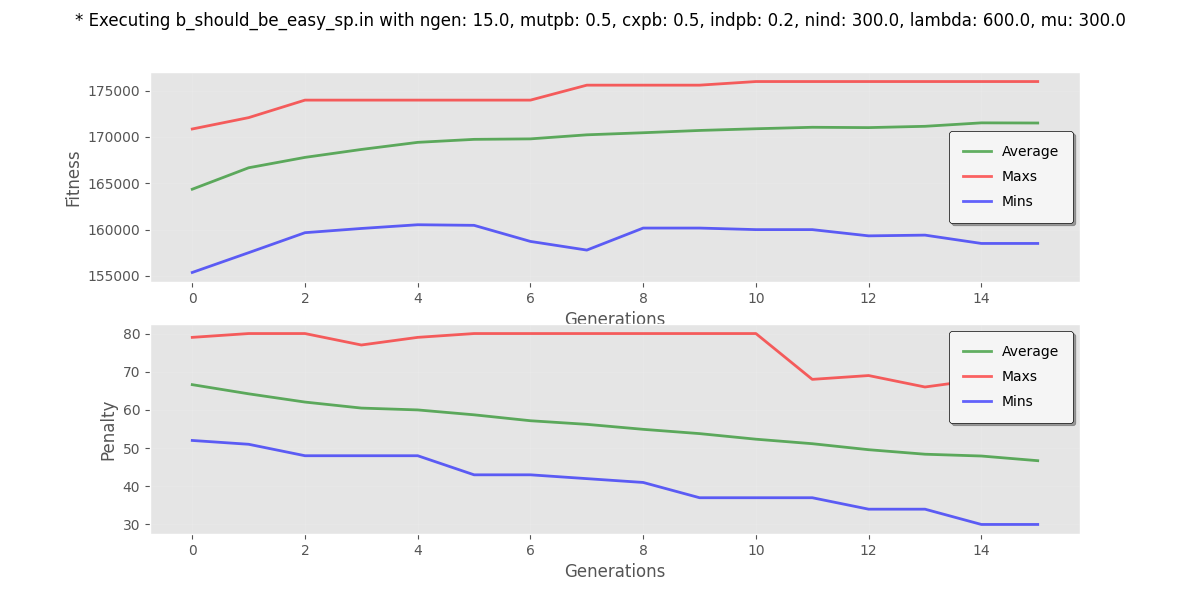 * Executing b_should_be_easy_sp.in with ngen: 15.0, mutpb: 0.5, cxpb: 0.5, indpb: 0.2, nind: 300.0, lambda: 600.0, mu: 300.0
175000
170000
165000
160000
155000
Fitness
Average
Maxs
Mins
0 2 4 6 8 10 12 14
Generations
80
70
60
50
40
30
Penalty
Average
Maxs
Mins
0 2 4 6 8 10 12 14
Generations